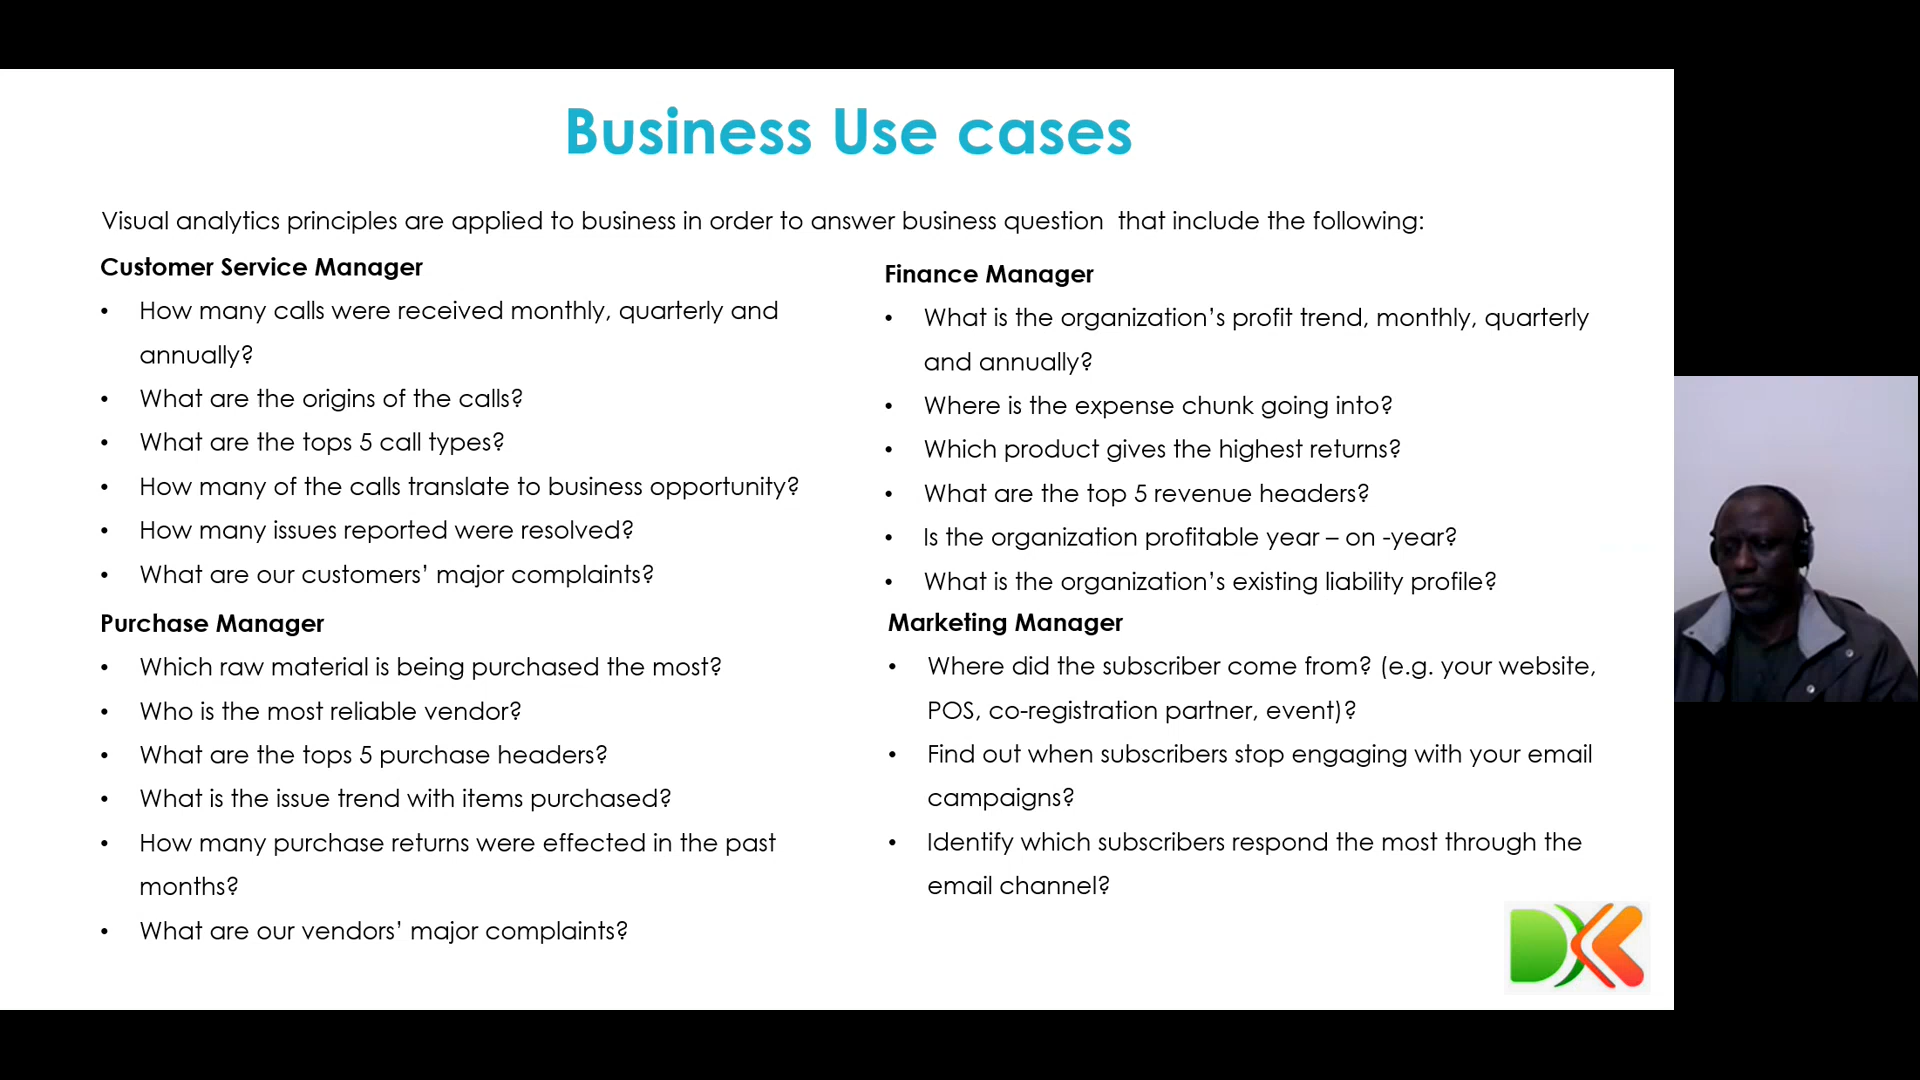 Business Use cases
Visual analytics principles are applied to business in order to answer business question  that include the following:
Customer Service Manager
• How many calls were received monthly, quarterly and
annually?
• What are the origins of the calls?
• What are the tops 5 call types?
• How many of the calls translate to business opportunity?
• How many issues reported were resolved?
• What are our customers’ major complaints?
Purchase Manager
• Which raw material is being purchased the most?
• Who is the most reliable vendor?
• What are the tops 5 purchase headers?
• What is the issue trend with items purchased?
• How many purchase returns were effected in the past
months?
• What are our vendors’ major complaints?
Finance Manager
• What is the organization’s profit trend, monthly, quarterly
and annually?
• Where is the expense chunk going into?
• Which product gives the highest returns?
• What are the top 5 revenue headers?
• Is the organization profitable year – on -year?
• What is the organization’s existing liability profile?
Marketing Manager
• Where did the subscriber come from? (e.g. your website,
POS, co-registration partner, event)?
• Find out when subscribers stop engaging with your email
campaigns?
• Identify which subscribers respond the most through the
email channel?